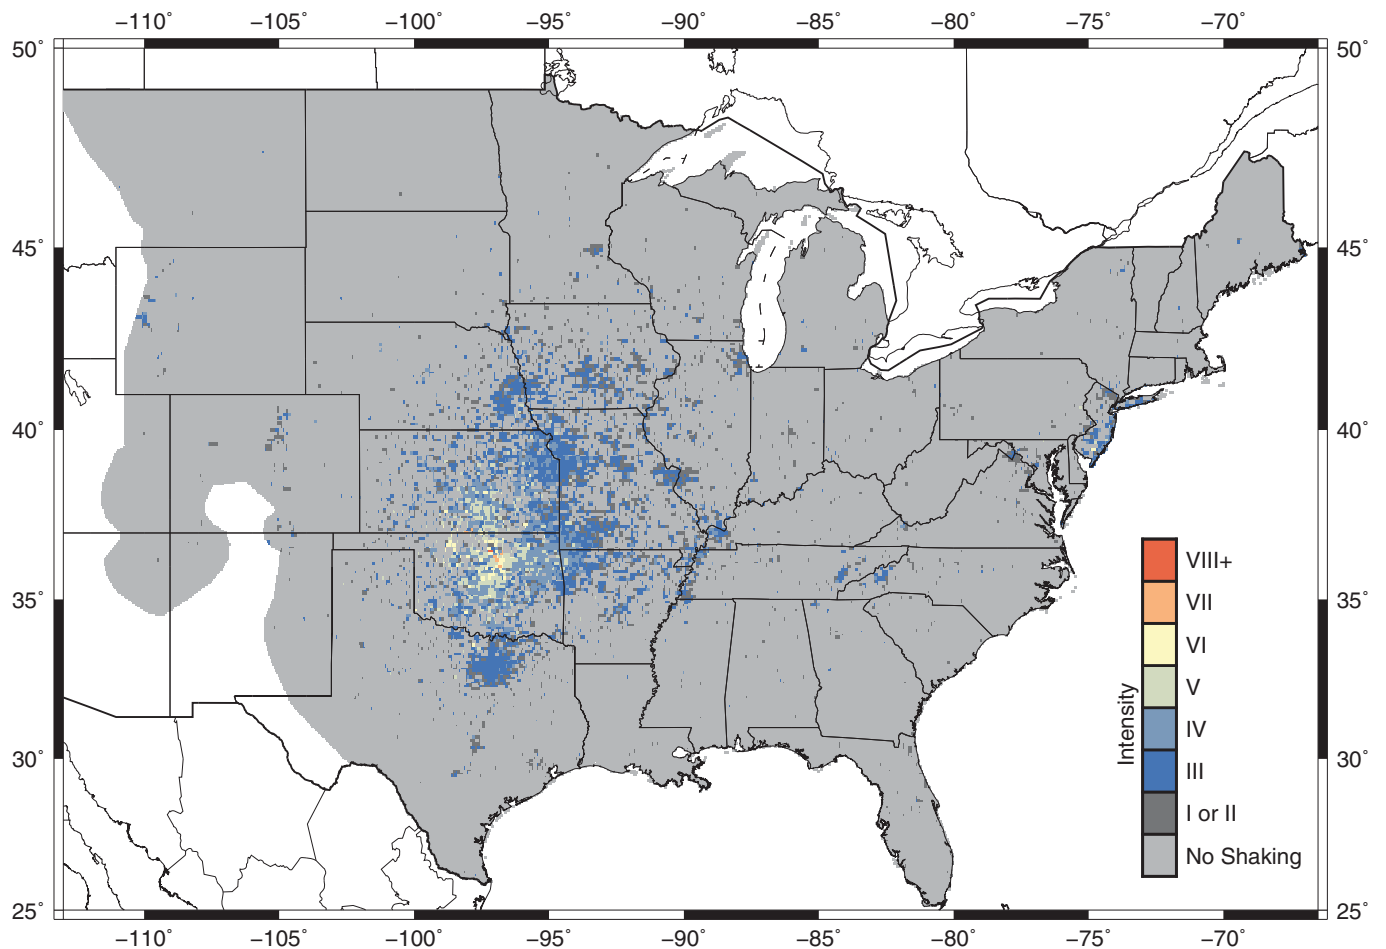 −110˚ −105˚ −100˚ −95˚ −90˚ −85˚ −80˚ −75˚ −70˚
50˚ 50˚
45˚ 45˚
40˚ 40˚
35˚ 35˚
30˚ 30˚
25˚ 25˚
Intensity
VIII+
VII
VI
V
IV
III
I or II
No Shaking
−110˚ −105˚ −100˚ −95˚ −90˚ −85˚ −80˚ −75˚ −70˚